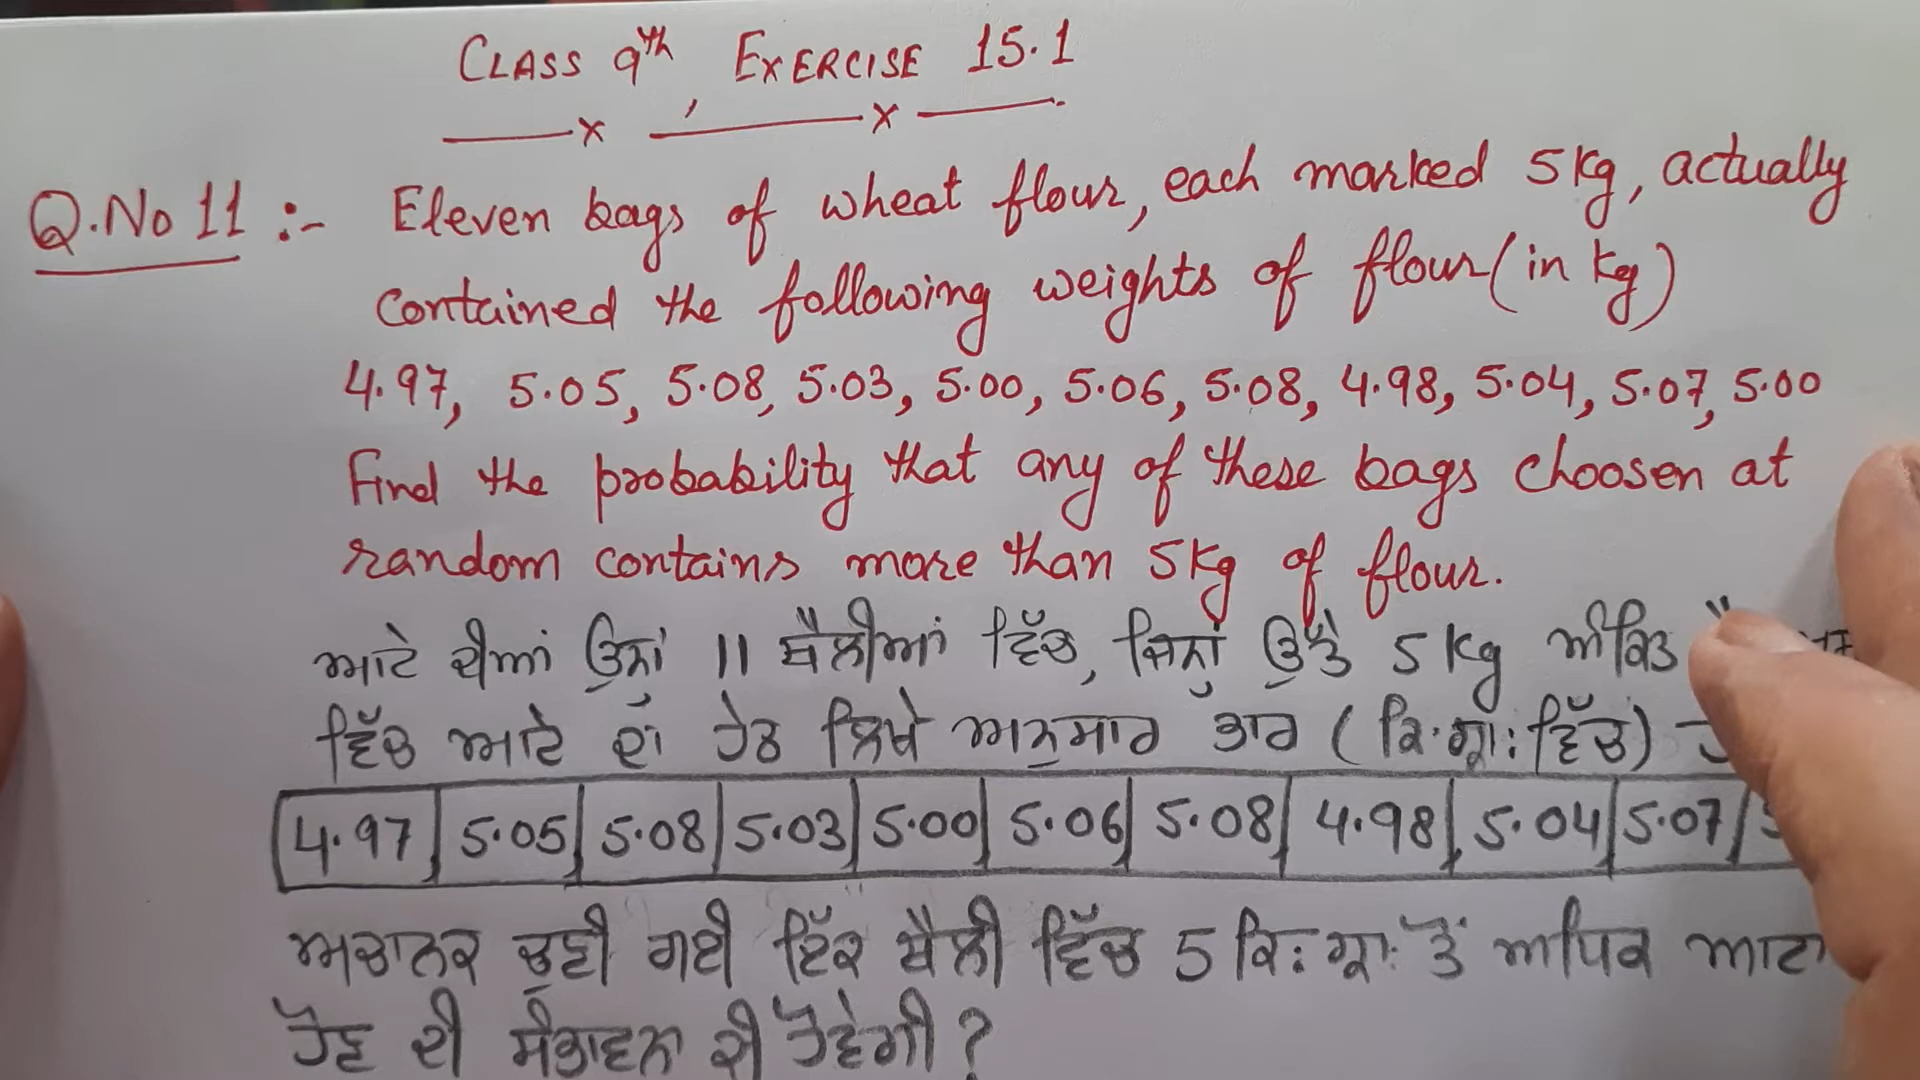 CLASS 9th, EXERCISE 15.1
Q.No 11 :- Eleven bags of wheat flour, each marked 5 kg, actually
contained the following weights of flour (in kg)
4.97, 5.05, 5.08, 5.03, 5.00, 5.06, 5.08, 4.98, 5.04, 5.07, 5.00
Find the probability that any of these bags choosen at
random contains more than 5 kg of flour.
ਆਟੇ ਦੀਆਂ ਉਨਾਂ 11 ਥੈਲੀਆਂ ਵਿੱਚ, ਜਿਨਾਂ ਉੱਤੇ 5 kg ਅੰਕਿਤ
ਵਿੱਚ ਆਟੇ ਦਾ ਹੇਠ ਲਿਖੇ ਅਨੁਸਾਰ ਭਾਰ (ਕਿ.ਗ੍ਰਾ: ਵਿੱਚ)
4.97 5.05 5.08 5.03 5.00 5.06 5.08 4.98 5.04 5.07
ਅਚਾਨਕ ਚੁਣੀ ਗਈ ਇੱਕ ਥੈਲੀ ਵਿੱਚ 5 ਕਿ: ਗ੍ਰਾ: ਤੋਂ ਅਧਿਕ ਆਟਾ
ਹੋਣ ਦੀ ਸੰਭਾਵਨਾ ਕੀ ਹੋਵੇਗੀ?